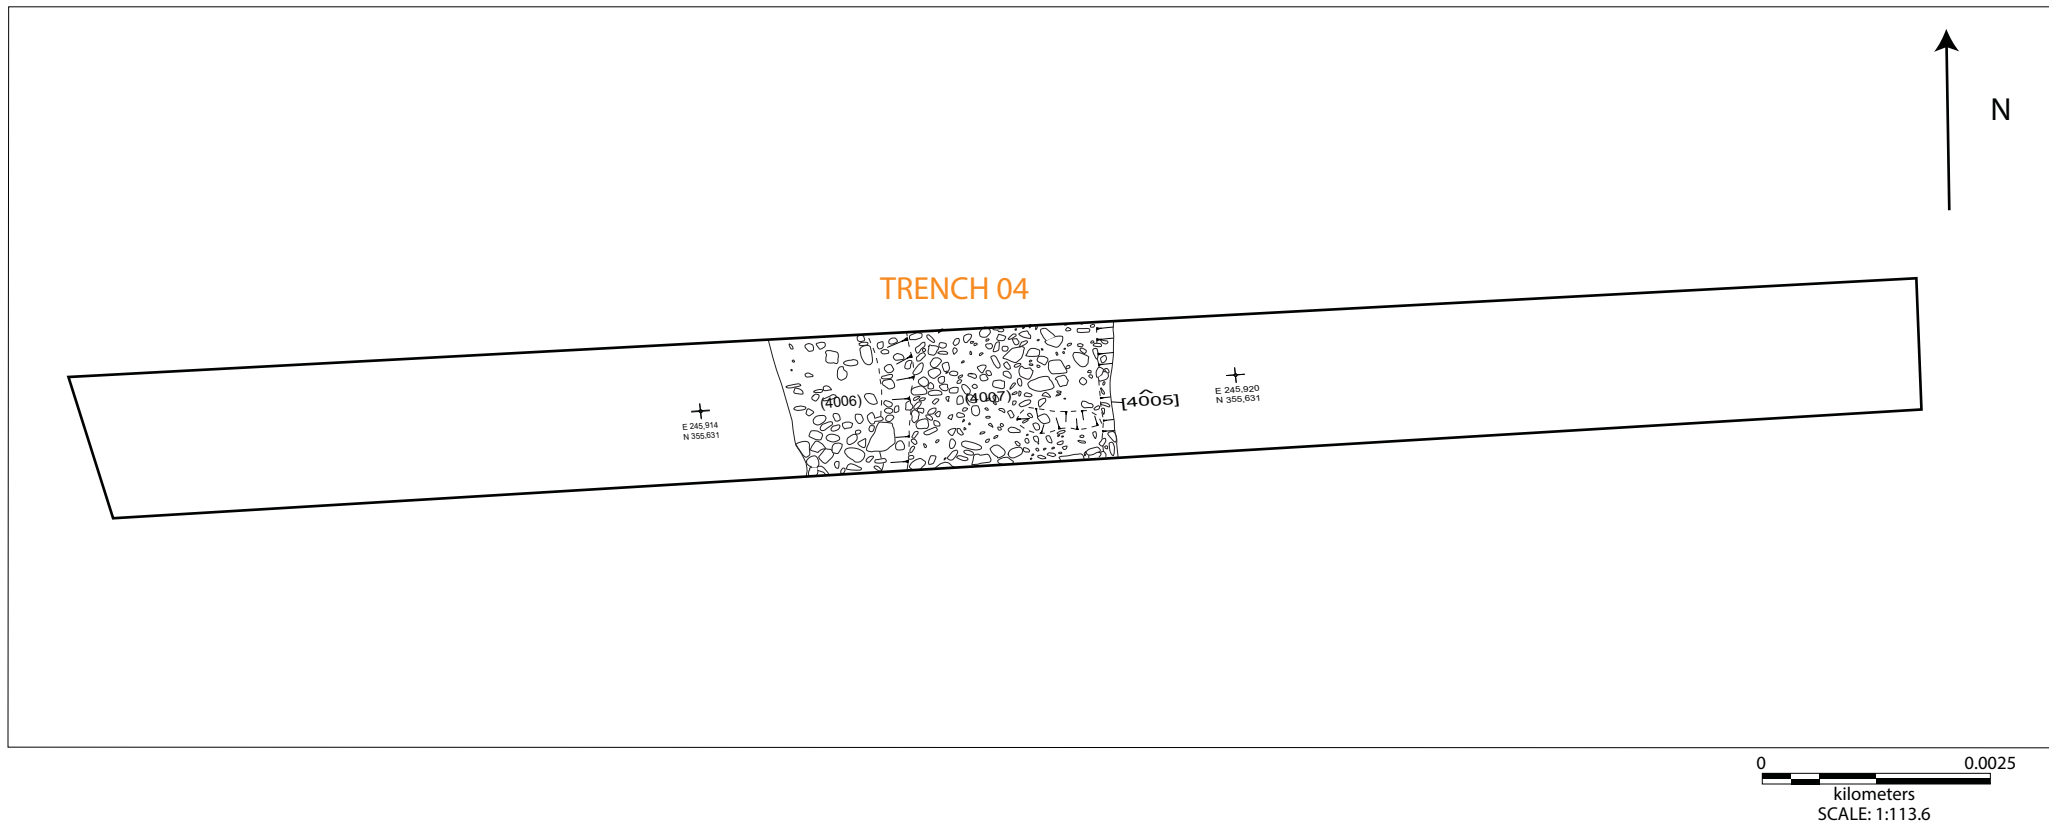 N
TRENCH 04
(4006)
(4007)
[4005]
E 245,914
N 355,631
E 245,920
N 355,631
0 0.0025
kilometers
SCALE: 1:113.6